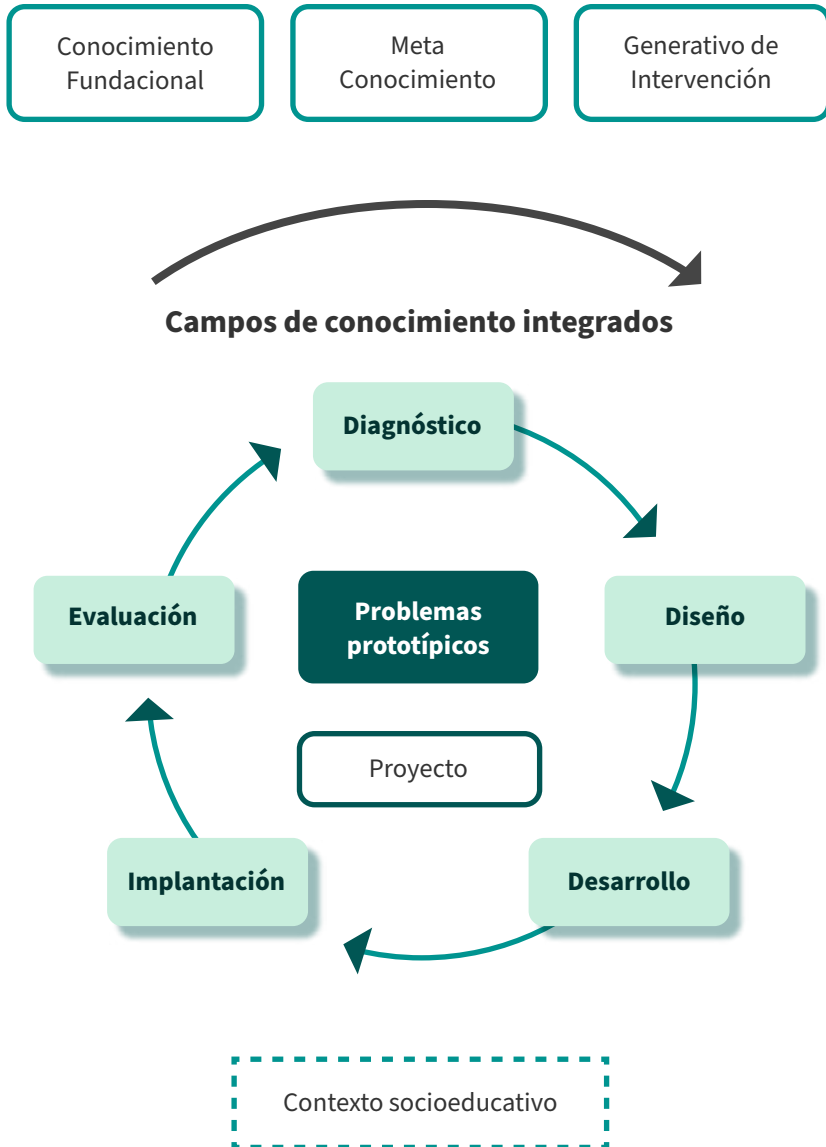 Conocimiento
Fundacional
Meta
Conocimiento
Generativo de
Intervención
Campos de conocimiento integrados
Diagnóstico
Evaluación
Problemas
prototípicos
Diseño
Proyecto
Implantación
Desarrollo
Contexto socioeducativo